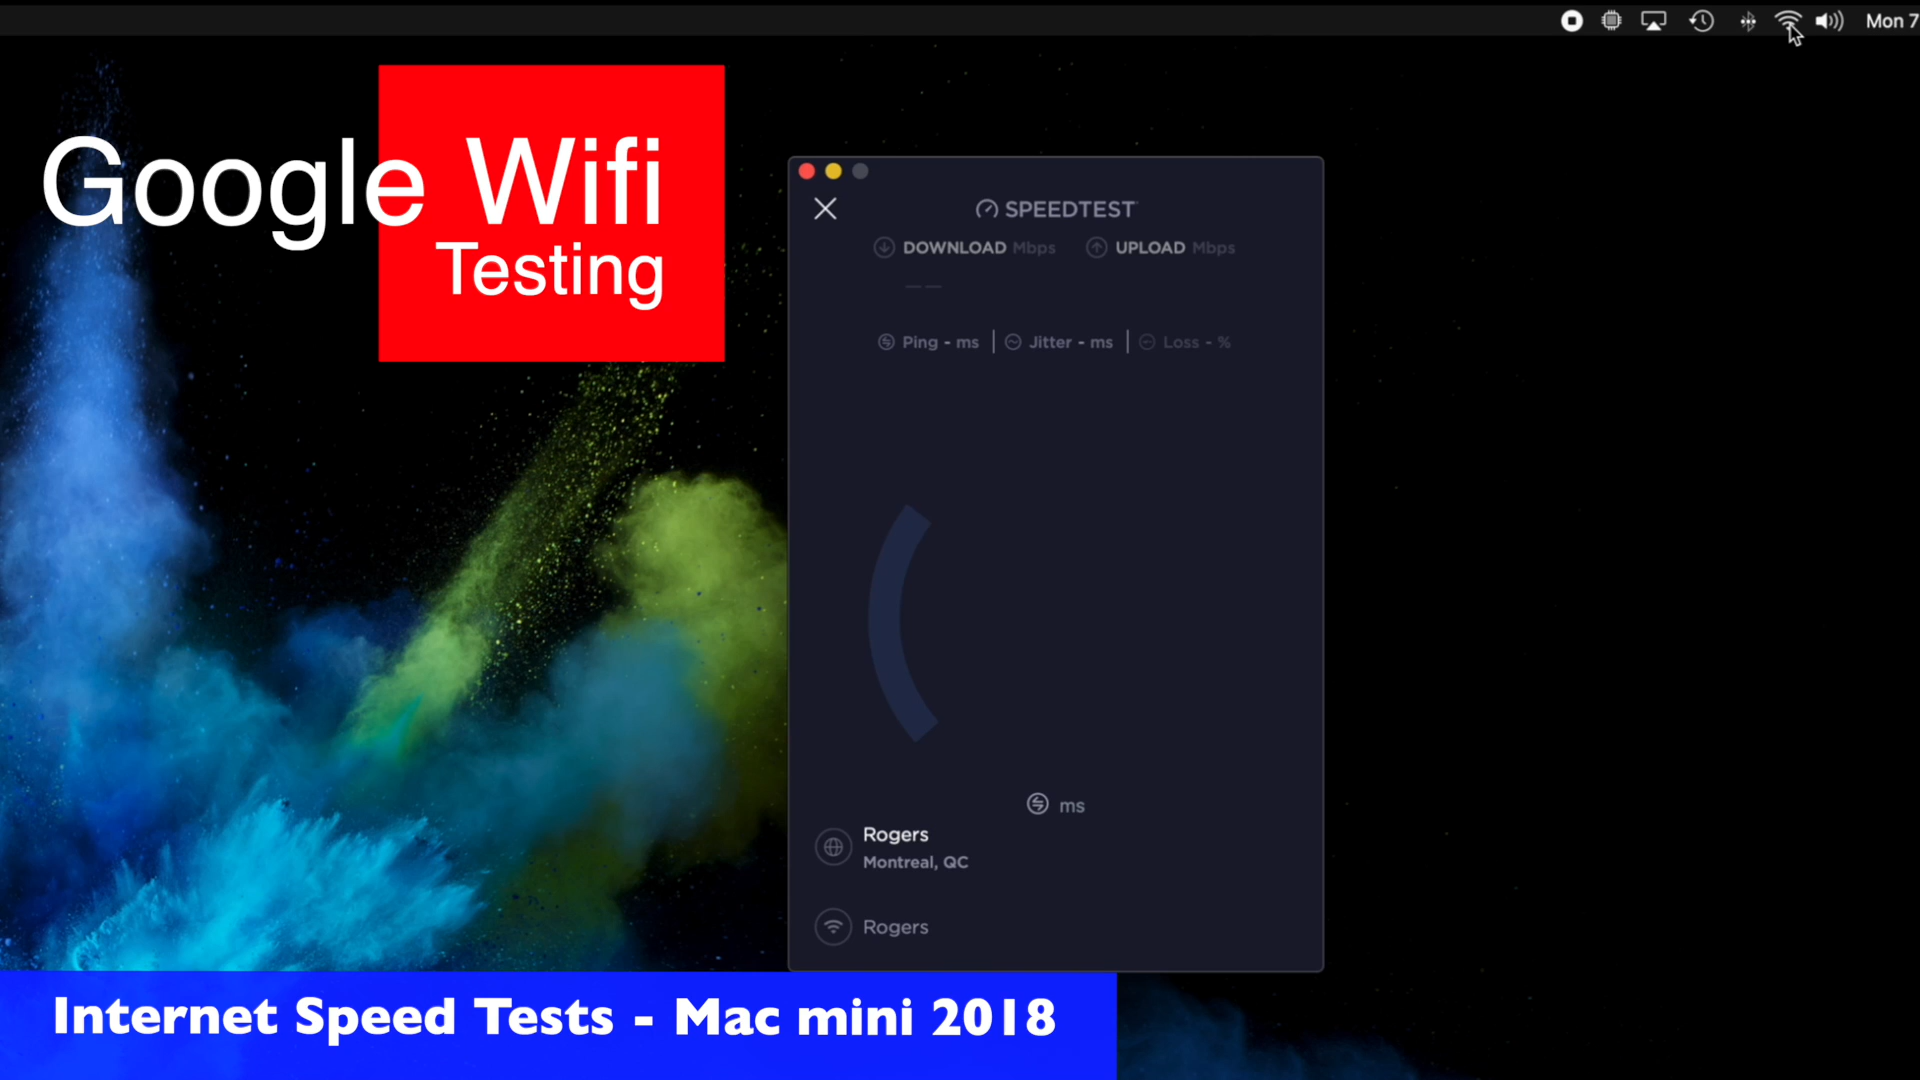 Mon 7
Google Wifi
Testing
SPEEDTEST
DOWNLOAD Mbps
UPLOAD Mbps
Ping - ms
Jitter - ms
Loss - %
ms
Rogers
Montreal, QC
Rogers
Internet Speed Tests - Mac mini 2018